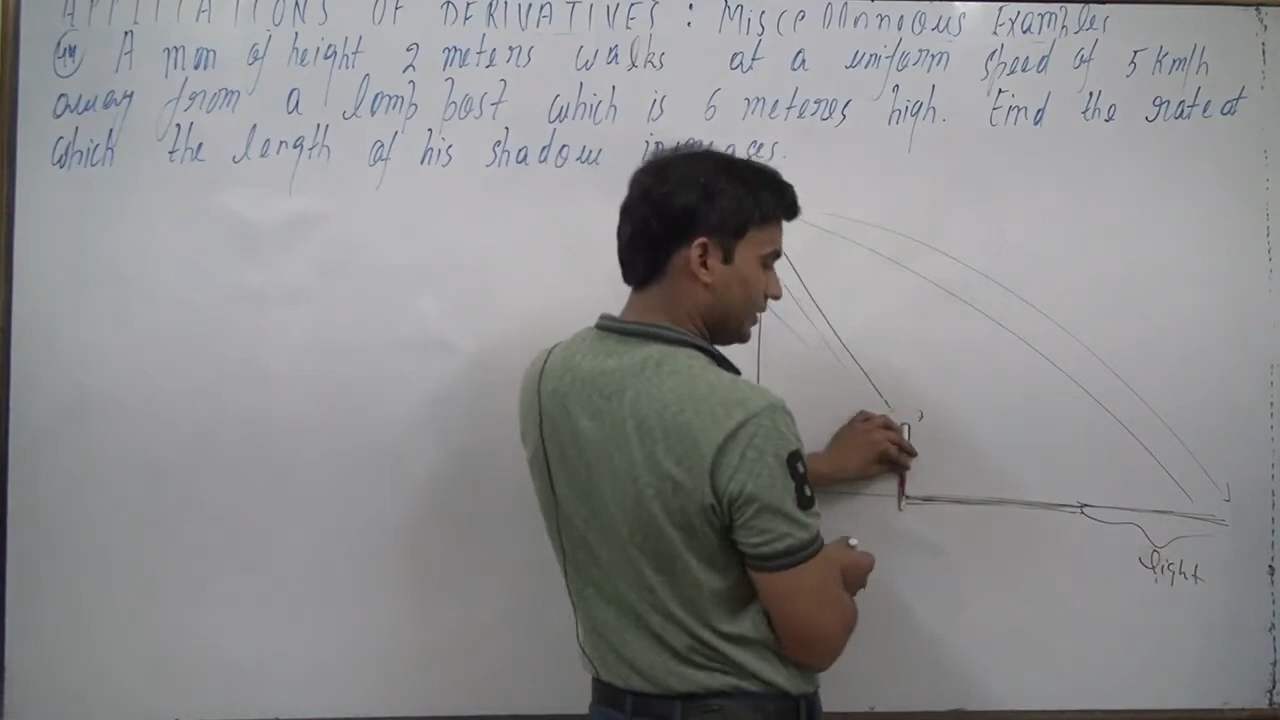 APPLICATIONS OF DERIVATIVES : Miscellaneous Examples
44 A man of height 2 meters walks at a uniform speed of 5 Km/h
away from a lamp post which is 6 meteres high. Find the rate at
which the length of his shadow increases.
8
light